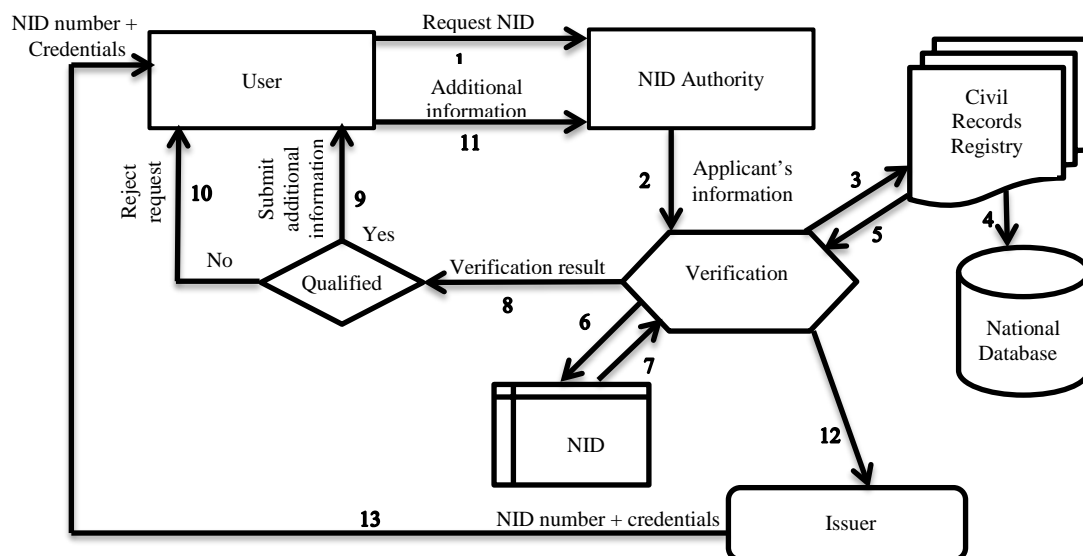 NID number +
Credentials
User
Request NID
1
Additional
information
11
NID Authority
Civil
Records
Registry
2
Applicant's
information
3
5
4
Reject
request
10
Submit
additional
information
9
Yes
No
Qualified
Verification result
8
Verification
6
7
National
Database
NID
12
13
NID number + credentials
Issuer